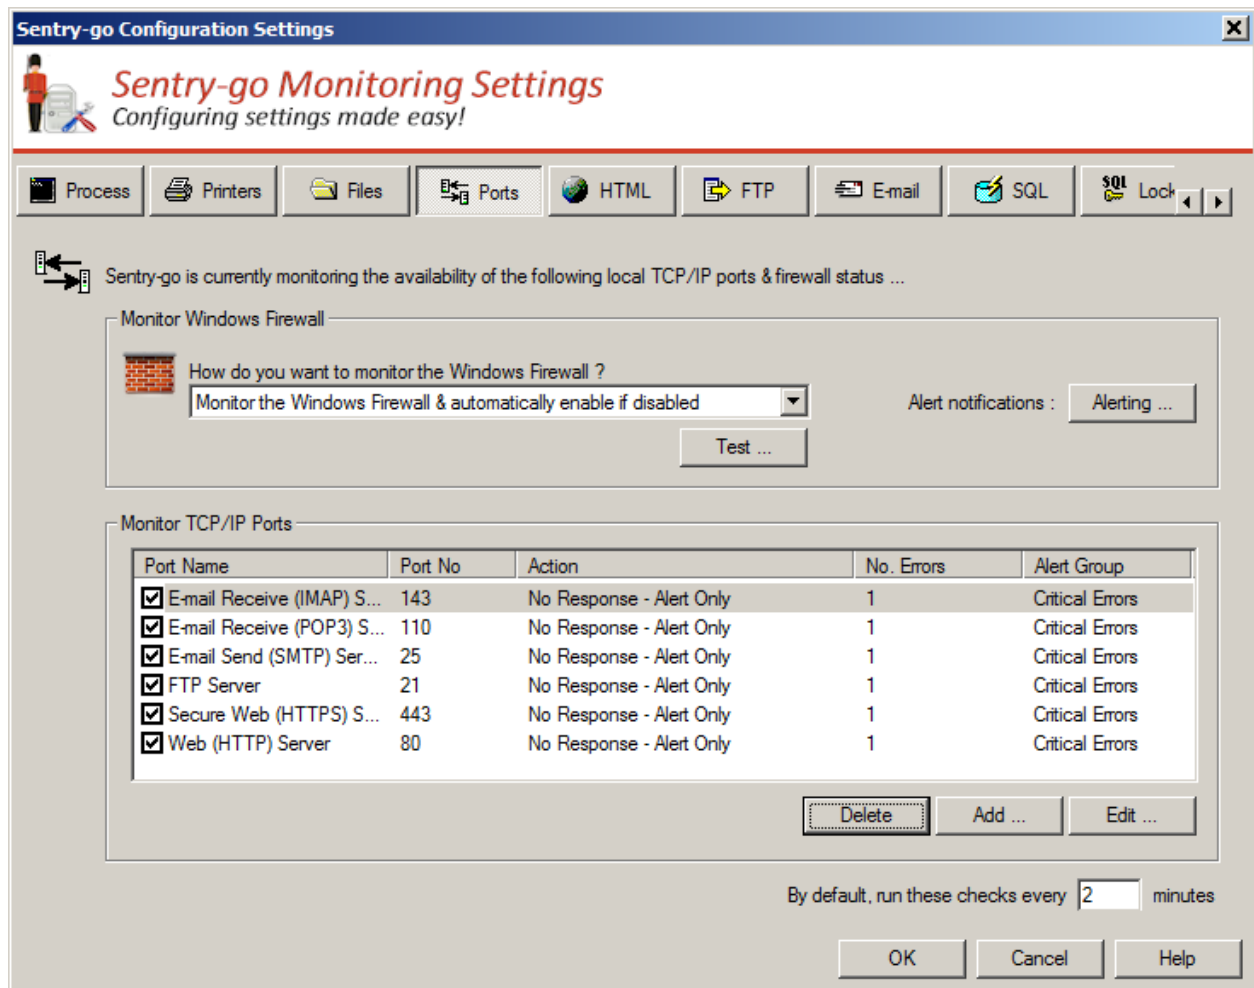 Sentry-go Configuration Settings
Sentry-go Monitoring Settings
Configuring settings made easy!
Process Printers Files Ports HTML FTP E-mail SQL SQL Lock
Sentry-go is currently monitoring the availability of the following local TCP/IP ports & firewall status ...
Monitor Windows Firewall
How do you want to monitor the Windows Firewall ?
Monitor the Windows Firewall & automatically enable if disabled Alert notifications : Alerting ...
Test ...
Monitor TCP/IP Ports
Port Name Port No Action No. Errors Alert Group
E-mail Receive (IMAP) S... 143 No Response - Alert Only 1 Critical Errors
E-mail Receive (POP3) S... 110 No Response - Alert Only 1 Critical Errors
E-mail Send (SMTP) Ser... 25 No Response - Alert Only 1 Critical Errors
FTP Server 21 No Response - Alert Only 1 Critical Errors
Secure Web (HTTPS) S... 443 No Response - Alert Only 1 Critical Errors
Web (HTTP) Server 80 No Response - Alert Only 1 Critical Errors
Delete Add ... Edit ...
By default, run these checks every 2 minutes
OK Cancel Help